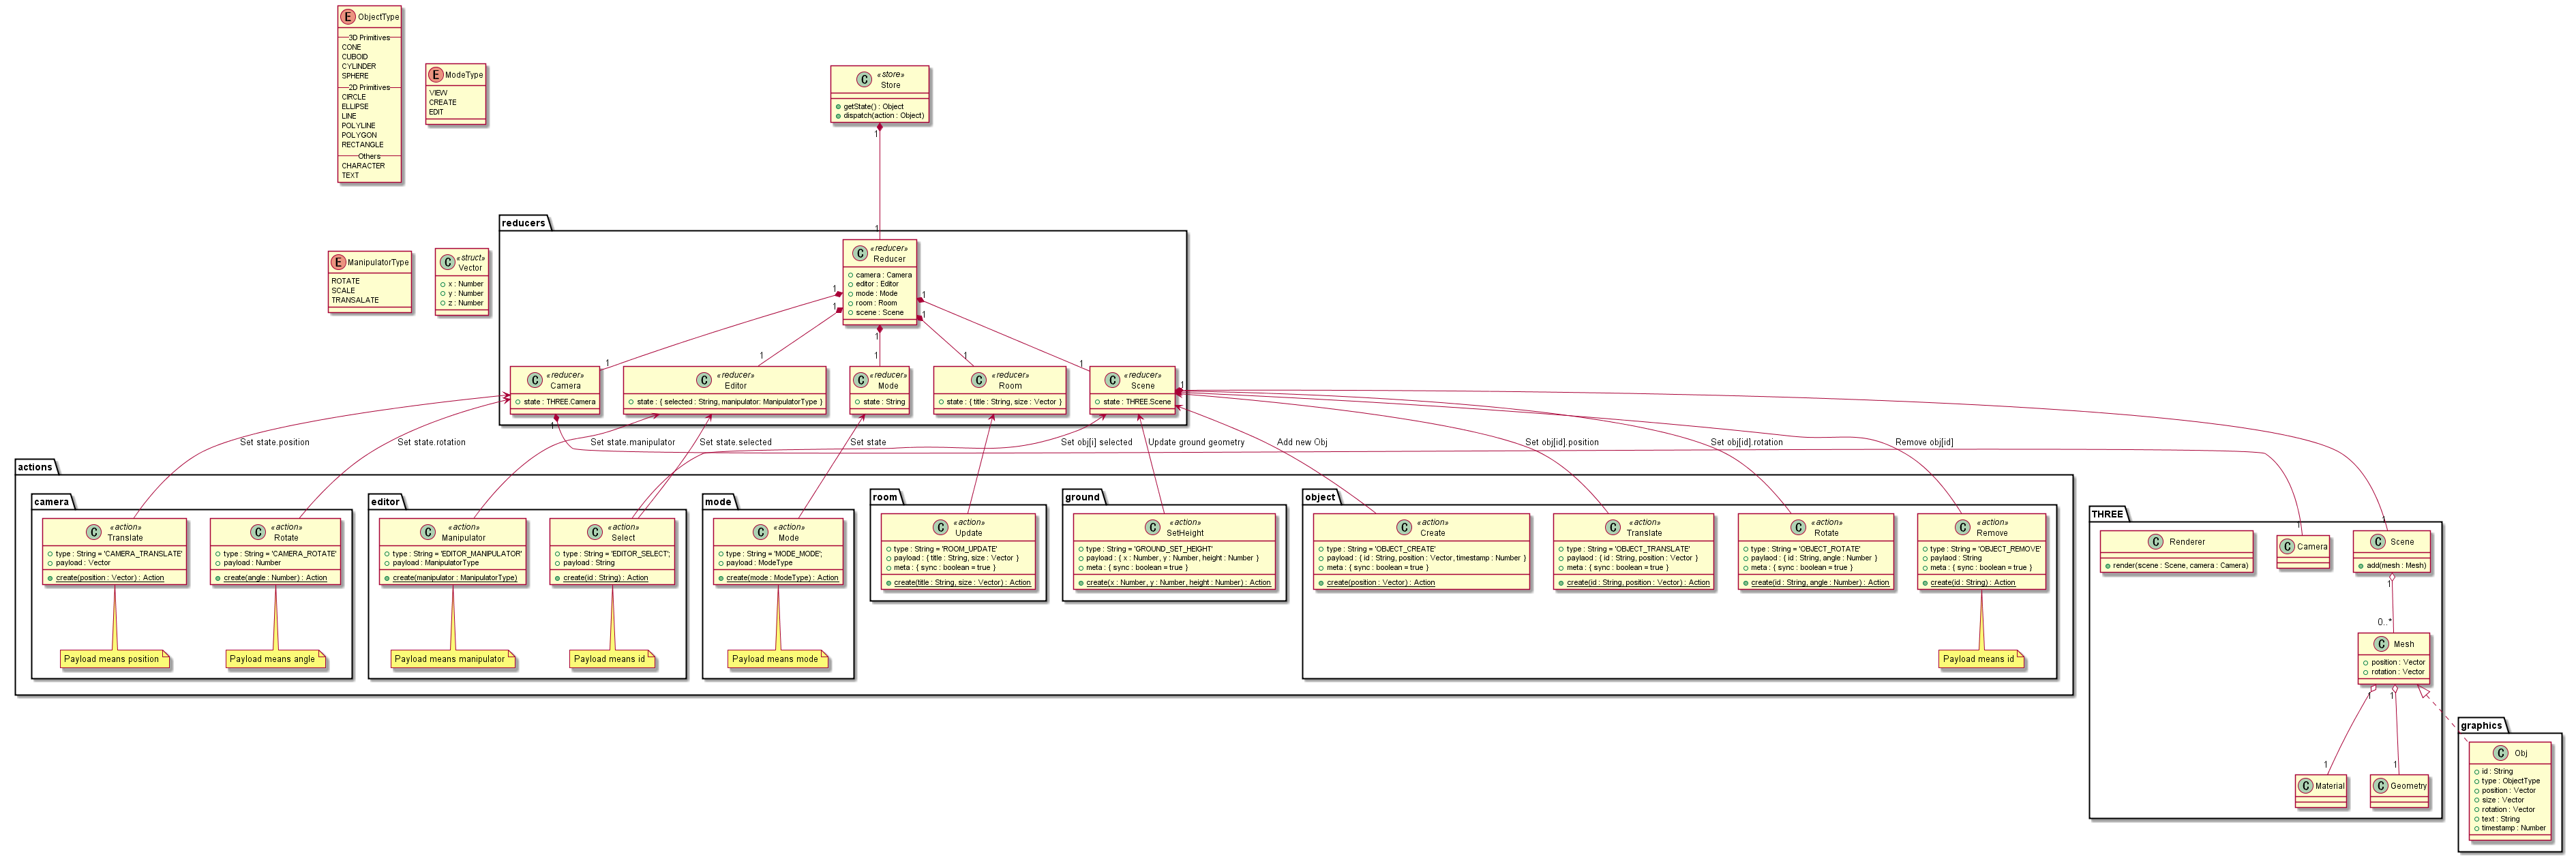 E ObjectType
3D Primitives
CONE
CUBOID
CYLINDER
SPHERE
2D Primitives
CIRCLE
ELLIPSE
LINE
POLYLINE
POLYGON
RECTANGLE
Others
CHARACTER
TEXT
E ModeType
VIEW
CREATE
EDIT
C «store»
Store
getState() : Object
dispatch(action : Object)
1
1
E ManipulatorType
ROTATE
SCALE
TRANSALATE
C «struct»
Vector
x : Number
y : Number
z : Number
reducers
C «reducer»
Reducer
camera : Camera
editor : Editor
mode : Mode
room : Room
scene : Scene
1
1
1
1
1
1
1
1
1
1
C «reducer»
Camera
state : THREE.Camera
C «reducer»
Editor
state : { selected : String, manipulator: ManipulatorType }
C «reducer»
Mode
state : String
C «reducer»
Room
state : { title : String, size : Vector }
C «reducer»
Scene
state : THREE.Scene
1
1
Set state.position
Set state.rotation
Set state.manipulator
Set state.selected
Set state
Set obj[i] selected
Update ground geometry
Add new Obj
Set obj[id].position
Set obj[id].rotation
Remove obj[id]
actions
camera
C «action»
Translate
type : String = 'CAMERA_TRANSLATE'
payload : Vector
create(position : Vector) : Action
Payload means position
C «action»
Rotate
type : String = 'CAMERA_ROTATE'
payload : Number
create(angle : Number) : Action
Payload means angle
editor
C «action»
Manipulator
type : String = 'EDITOR_MANIPULATOR'
payload : ManipulatorType
create(manipulator : ManipulatorType)
Payload means manipulator
C «action»
Select
type : String = 'EDITOR_SELECT';
payload : String
create(id : String) : Action
Payload means id
mode
C «action»
Mode
type : String = 'MODE_MODE';
payload : ModeType
create(mode : ModeType) : Action
Payload means mode
room
C «action»
Update
type : String = 'ROOM_UPDATE'
payload : { title : String, size : Vector }
meta : { sync : boolean = true }
create(title : String, size : Vector) : Action
ground
C «action»
SetHeight
type : String = 'GROUND_SET_HEIGHT'
payload : { x : Number, y : Number, height : Number }
meta : { sync : boolean = true }
create(x : Number, y : Number, height : Number) : Action
object
C «action»
Create
type : String = 'OBJECT_CREATE'
payload : { id : String, position : Vector, timestamp : Number }
meta : { sync : boolean = true }
create(position : Vector) : Action
C «action»
Translate
type : String = 'OBJECT_TRANSLATE'
paylaod : { id : String, position : Vector }
meta : { sync : boolean = true }
create(id : String, position : Vector) : Action
C «action»
Rotate
type : String = 'OBJECT_ROTATE'
paylaod : { id : String, angle : Number }
meta : { sync : boolean = true }
create(id : String, angle : Number) : Action
C «action»
Remove
type : String = 'OBJECT_REMOVE'
paylaod : String
meta : { sync : boolean = true }
create(id : String) : Action
Payload means id
THREE
C Renderer
render(scene : Scene, camera : Camera)
1
C Camera
1
C Scene
add(mesh : Mesh)
1
0..*
C Mesh
position : Vector
rotation : Vector
1
1
1
1
C Material
C Geometry
graphics
C Obj
id : String
type : ObjectType
position : Vector
size : Vector
rotation : Vector
text : String
timestamp : Number